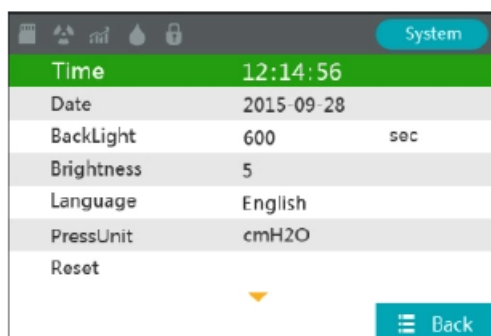 System
Time 12:14:56
Date 2015-09-28
BackLight 600 sec
Brightness 5
Language English
PressUnit cmH2O
Reset
Back